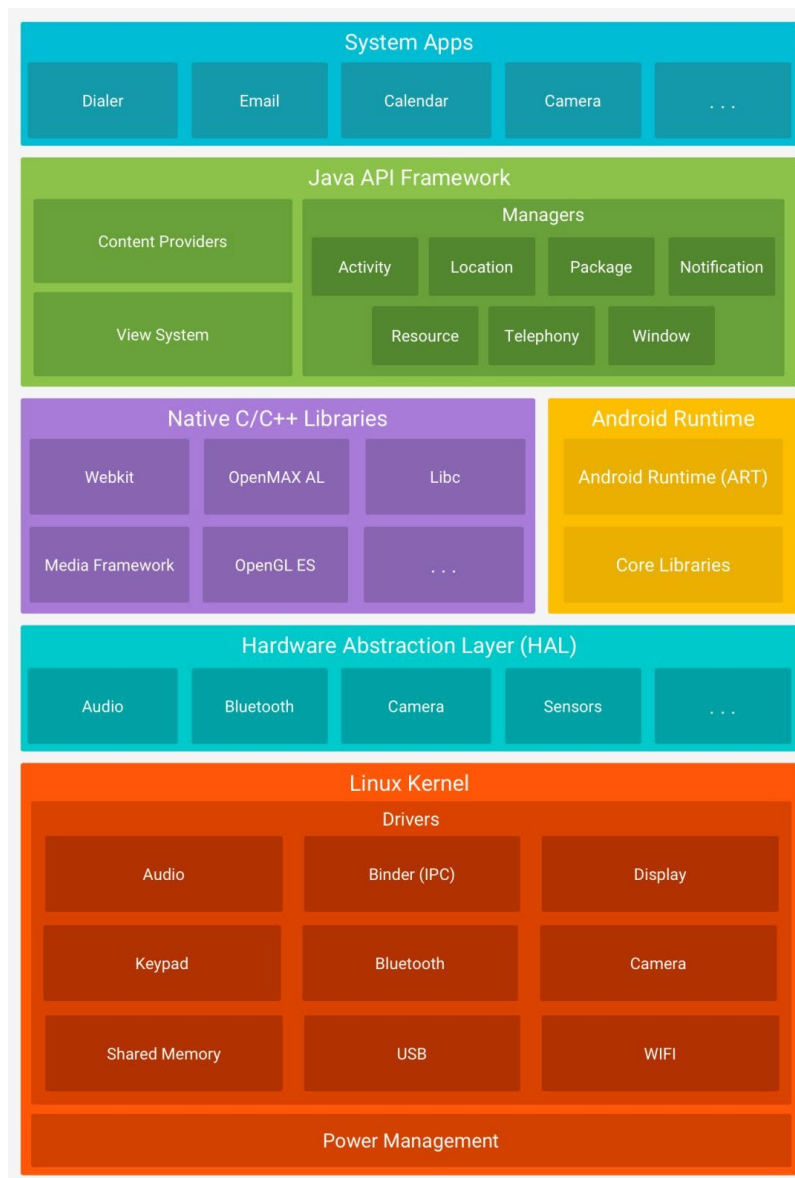 System Apps
Dialer
Email
Calendar
Camera
. . .
Java API Framework
Content Providers
View System
Managers
Activity
Location
Package
Notification
Resource
Telephony
Window
Native C/C++ Libraries
Webkit
OpenMAX AL
Libc
Media Framework
OpenGL ES
. . .
Android Runtime
Android Runtime (ART)
Core Libraries
Hardware Abstraction Layer (HAL)
Audio
Bluetooth
Camera
Sensors
. . .
Linux Kernel
Drivers
Audio
Binder (IPC)
Display
Keypad
Bluetooth
Camera
Shared Memory
USB
WIFI
Power Management